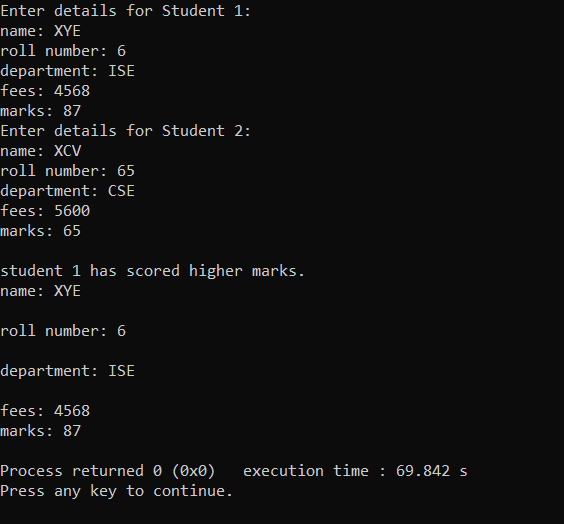 Enter details for Student 1:
name: XYE
roll number: 6
department: ISE
fees: 4568
marks: 87
Enter details for Student 2:
name: XCV
roll number: 65
department: CSE
fees: 5600
marks: 65
student 1 has scored higher marks.
name: XYE
roll number: 6
department: ISE
fees: 4568
marks: 87
Process returned 0 (0x0)   execution time : 69.842 s
Press any key to continue.